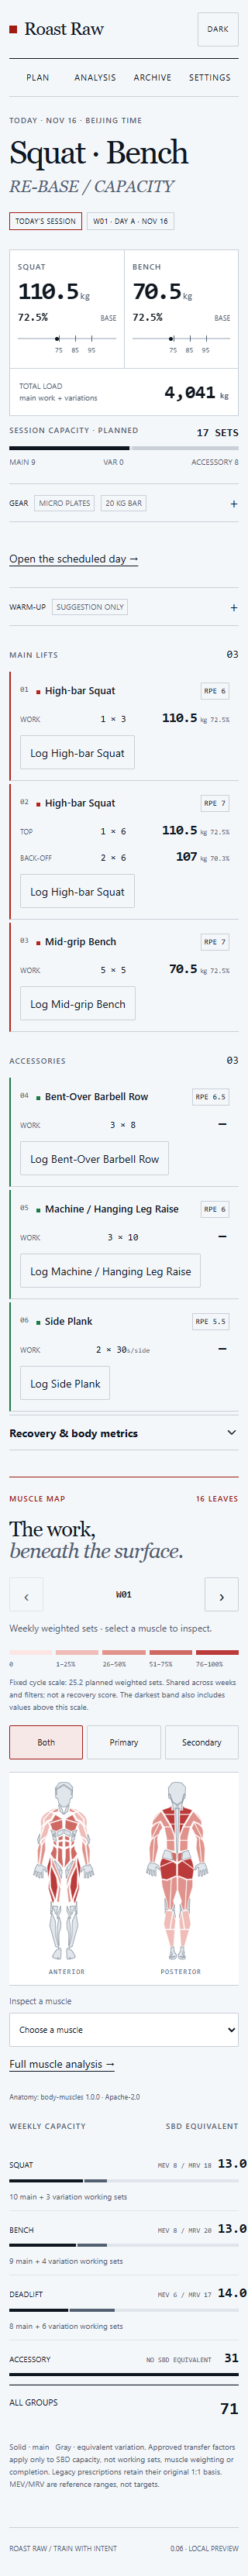 Roast Raw
DARK
PLAN ANALYSIS ARCHIVE SETTINGS
TODAY · NOV 16 · BEIJING TIME
Squat · Bench
RE-BASE / CAPACITY
TODAY'S SESSION W01 · DAY A · NOV 16
SQUAT BENCH
110.5 kg 70.5 kg
72.5% BASE 72.5% BASE
75 85 95 75 85 95
TOTAL LOAD
main work + variations
4,041 kg
SESSION CAPACITY · PLANNED 17 SETS
MAIN 9 VAR 0 ACCESSORY 8
GEAR MICRO PLATES 20 KG BAR +
Open the scheduled day →
WARM-UP SUGGESTION ONLY +
MAIN LIFTS 03
01 High-bar Squat RPE 6
WORK 1 × 3 110.5 kg 72.5%
Log High-bar Squat
02 High-bar Squat RPE 7
TOP 1 × 6 110.5 kg 72.5%
BACK-OFF 2 × 6 107 kg 70.3%
Log High-bar Squat
03 Mid-grip Bench RPE 7
WORK 5 × 5 70.5 kg 72.5%
Log Mid-grip Bench
ACCESSORIES 03
04 Bent-Over Barbell Row RPE 6.5
WORK 3 × 8 —
Log Bent-Over Barbell Row
05 Machine / Hanging Leg Raise RPE 6
WORK 3 × 10 —
Log Machine / Hanging Leg Raise
06 Side Plank RPE 5.5
WORK 2 × 30s/side —
Log Side Plank
Recovery & body metrics
MUSCLE MAP 16 LEAVES
The work,
beneath the surface.
‹ W01 ›
Weekly weighted sets · select a muscle to inspect.
0 1–25% 26–50% 51–75% 76–100%
Fixed cycle scale: 25.2 planned weighted sets. Shared across weeks
and filters; not a recovery score. The darkest band also includes
values above this scale.
Both Primary Secondary
ANTERIOR POSTERIOR
Inspect a muscle
Choose a muscle
Full muscle analysis →
Anatomy: body-muscles 1.0.0 · Apache-2.0
WEEKLY CAPACITY SBD EQUIVALENT
SQUAT MEV 8 / MRV 18 13.0
10 main + 3 variation working sets
BENCH MEV 8 / MRV 20 13.0
9 main + 4 variation working sets
DEADLIFT MEV 6 / MRV 17 14.0
8 main + 6 variation working sets
ACCESSORY NO SBD EQUIVALENT 31
ALL GROUPS 71
Solid · main Gray · equivalent variation. Approved transfer factors
apply only to SBD capacity, not working sets, muscle weighting or
completion. Legacy prescriptions retain their original 1:1 basis.
MEV/MRV are reference ranges, not targets.
ROAST RAW / TRAIN WITH INTENT 0.06 · LOCAL PREVIEW